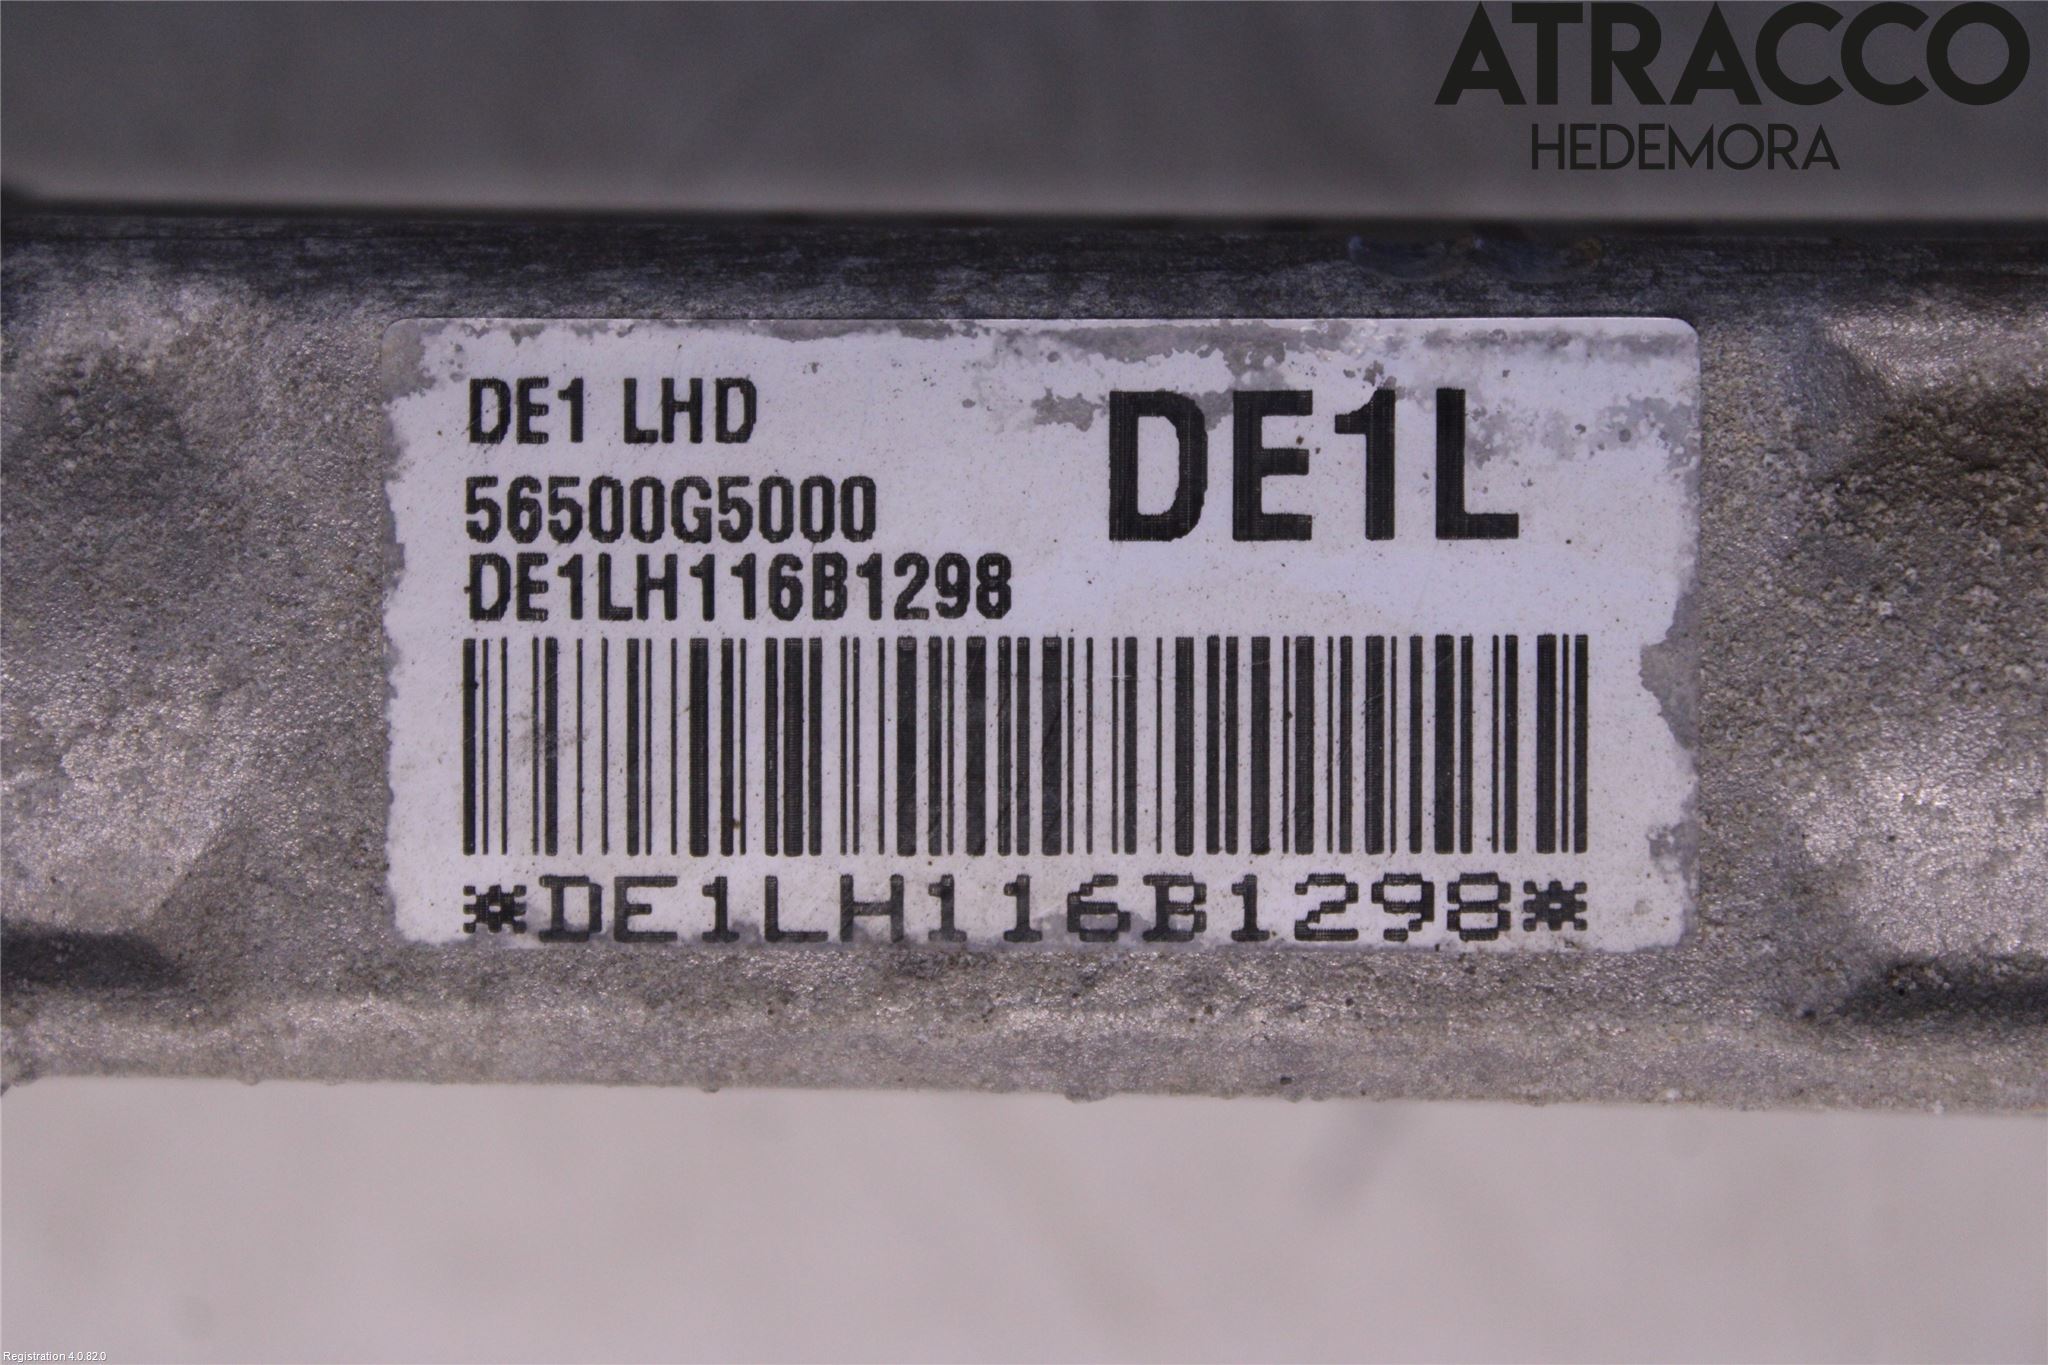 ATRACCO
HEDEMORA
DE1 LHD
DE1L
56500G5000
DE1LH116B1298
*DE1LH116B1298*
Registration 4.0.82.0